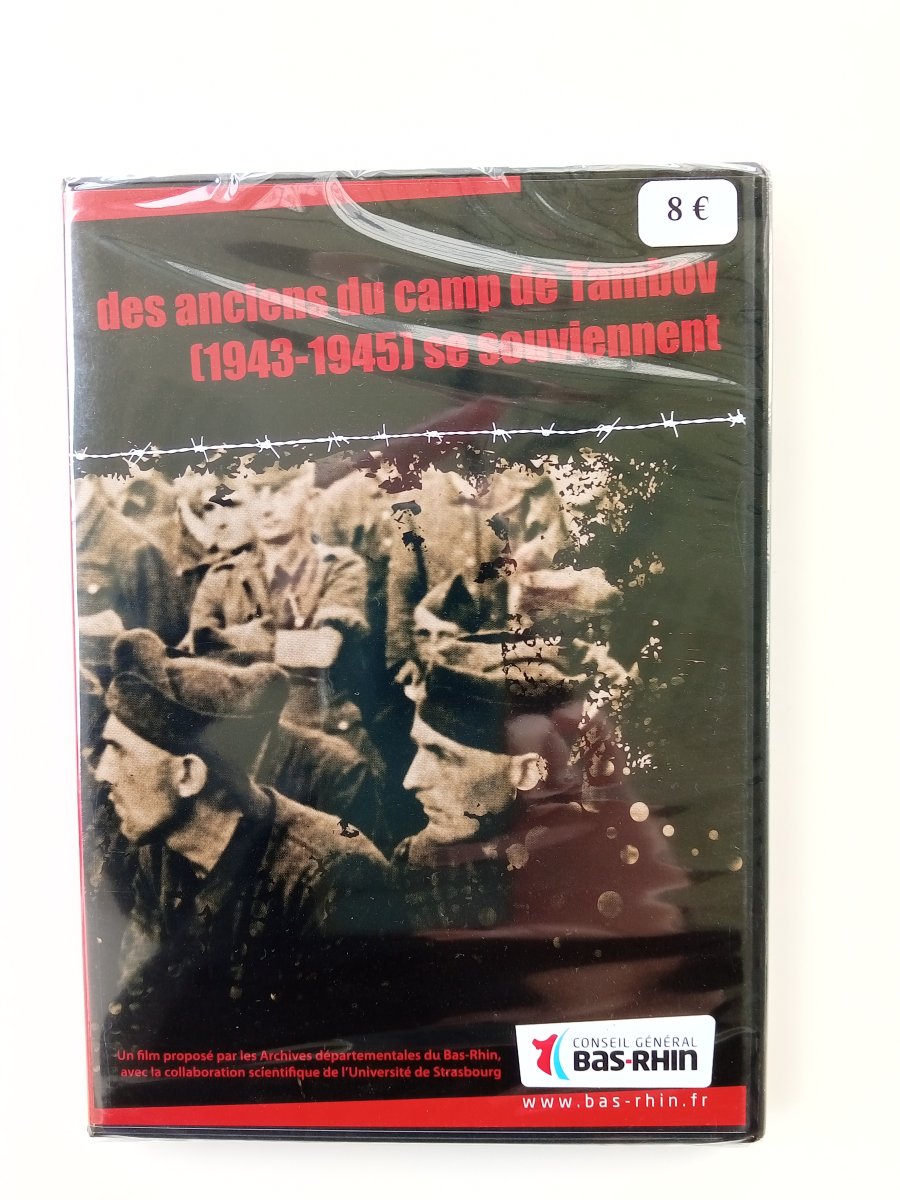 8 €
des anciens du camp de Tambov
(1943-1945) se souviennent
Un film proposé par les Archives départementales du Bas-Rhin,
avec la collaboration scientifique de l'Université de Strasbourg
CONSEIL GÉNÉRAL
BAS-RHIN
www.bas-rhin.fr